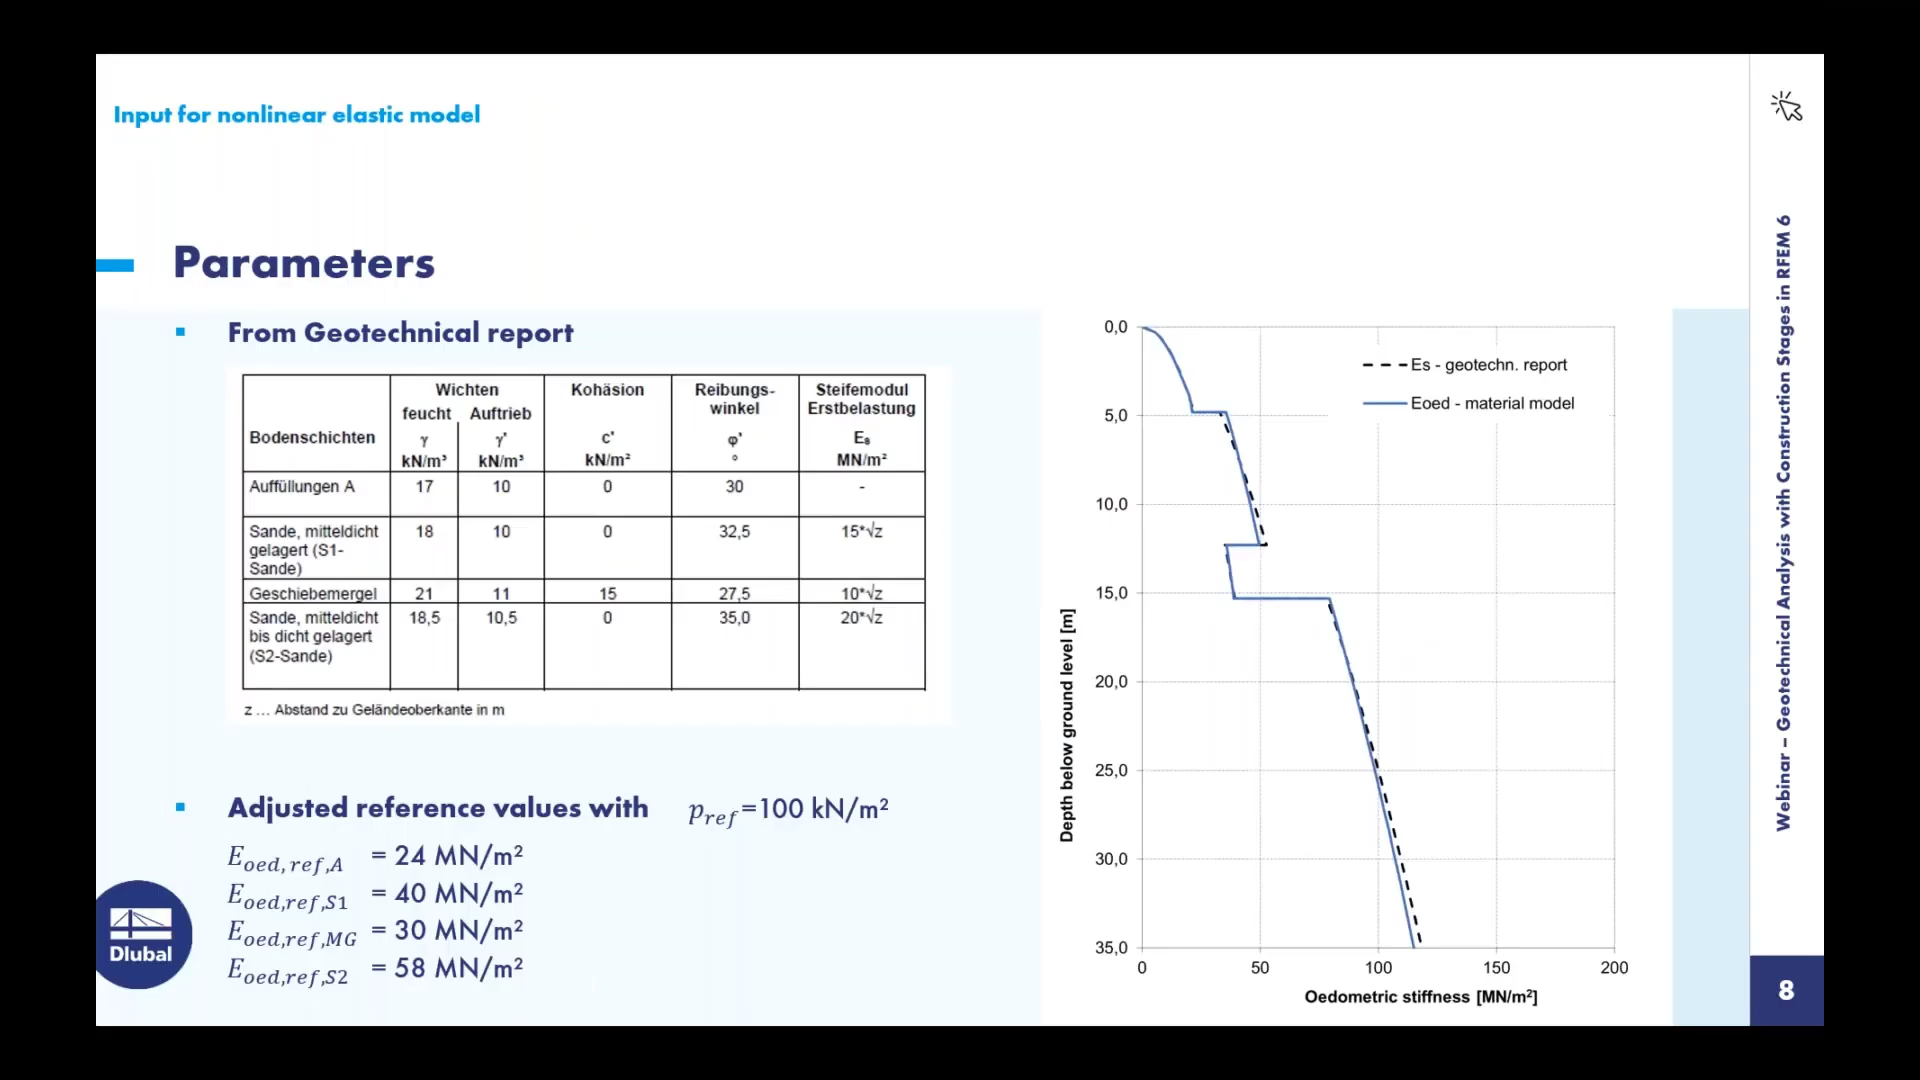 Input for nonlinear elastic model
Parameters
From Geotechnical report
Bodenschichten
Wichten
feucht Auftrieb
γ γ'
kN/m³ kN/m³
Kohäsion
c'
kN/m²
Reibungs-
winkel
φ'
°
Steifemodul
Erstbelastung
Es
MN/m²
Auffüllungen A 17 10 0 30 -
Sande, mitteldicht 18 10 0 32,5 15*√z
gelagert (S1-
Sande)
Geschiebemergel 21 11 15 27,5 10*√z
Sande, mitteldicht 18,5 10,5 0 35,0 20*√z
bis dicht gelagert
(S2-Sande)
z ... Abstand zu Geländeoberkante in m
Adjusted reference values with p_ref=100 kN/m²
E_oed,ref,A = 24 MN/m²
E_oed,ref,S1 = 40 MN/m²
E_oed,ref,MG = 30 MN/m²
E_oed,ref,S2 = 58 MN/m²
Dlubal
Depth below ground level [m]
0,0
5,0
10,0
15,0
20,0
25,0
30,0
35,0
Es - geotechn. report
Eoed - material model
0 50 100 150 200
Oedometric stiffness [MN/m²]
Webinar – Geotechnical Analysis with Construction Stages in RFEM 6
8